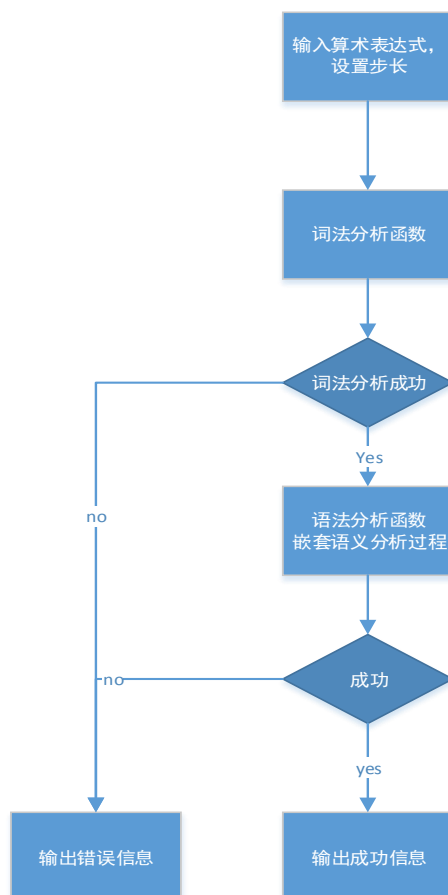 输入算术表达式，
设置步长
词法分析函数
词法分析成功
Yes
no
语法分析函数
嵌套语义分析过程
no
成功
yes
输出错误信息
输出成功信息